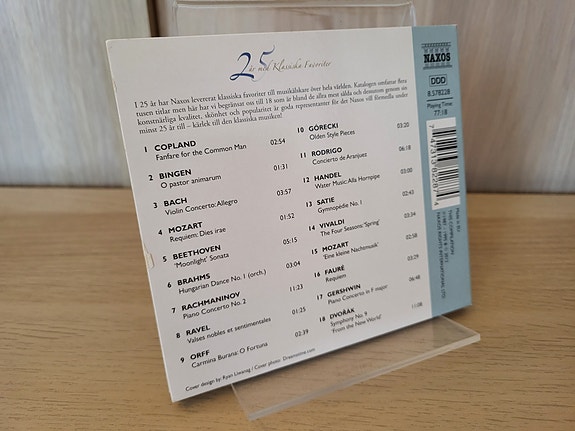 25
år med Klassiska Favoriter
I 25 år har Naxos levererat klassiska favoriter till musikälskare över hela världen. Katalogen omfattar flera
tusen titlar men här har vi begränsat oss till 18 som är bland de allra mest sålda och dessutom genom sin
konstnärliga kvalitet, skönhet och popularitet är goda representanter för det Naxos vill förmedla under
minst 25 år till – kärlek till den klassiska musiken!
1 COPLAND
Fanfare for the Common Man 02:54
2 BINGEN
O pastor animarum 01:31
3 BACH
Violin Concerto: Allegro 03:57
4 MOZART
Requiem: Dies irae 01:52
5 BEETHOVEN
'Moonlight' Sonata 05:15
6 BRAHMS
Hungarian Dance No. 1 (orch.) 03:04
7 RACHMANINOV
Piano Concerto No. 2 11:23
8 RAVEL
Valses nobles et sentimentales 01:25
9 ORFF
Carmina Burana: O Fortuna 02:39
10 GÓRECKI
Olden Style Pieces 03:20
11 RODRIGO
Concierto de Aranjues 06:18
12 HANDEL
Water Music: Alla Hornpipe 03:00
13 SATIE
Gymnopédie No. 1 02:43
14 VIVALDI
The Four Seasons: 'Spring' 03:34
15 MOZART
'Eine kleine Nachtmusik' 02:58
16 FAURÉ
Requiem 03:29
17 GERSHWIN
Piano Concerto in F major 06:48
18 DVOŘÁK
Symphony No. 9
'From the New World' 11:08
Cover design by: Ryan Liwanag / Cover photo: Dreamstime.com
NAXOS
DDD
8.578228
Playing Time
77:18
Made in EU